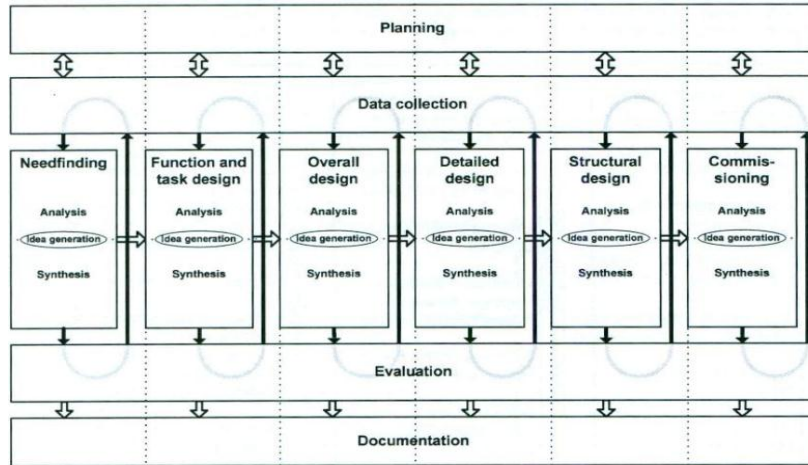 Planning
Data collection
Needfinding
Analysis
Idea generation
Synthesis
Function and
task design
Analysis
Idea generation
Synthesis
Overall
design
Analysis
Idea generation
Synthesis
Detailed
design
Analysis
Idea generation
Synthesis
Structural
design
Analysis
Idea generation
Synthesis
Commis-
sioning
Analysis
Idea generation
Synthesis
Evaluation
Documentation